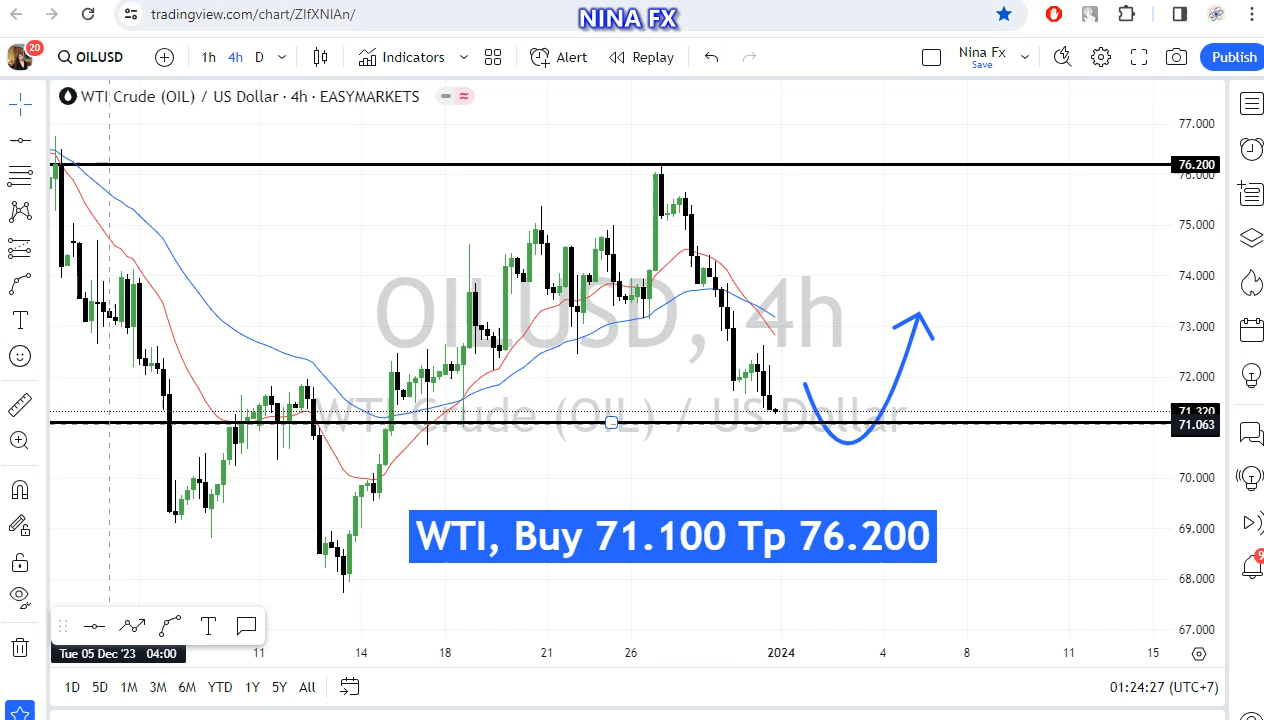 tradingview.com/chart/ZIfXNIAn/
NINA FX
20
OILUSD
1h 4h D
Indicators
Alert
Replay
Nina Fx
Save
Publish
WTI Crude (OIL) / US Dollar · 4h · EASYMARKETS
77.000
76.200
76.000
75.000
74.000
73.000
72.000
71.320
71.063
70.000
69.000
68.000
67.000
OILUSD, 4h
WTI Crude (OIL) / US Dollar
WTI, Buy 71.100 Tp 76.200
Tue 05 Dec '23 04:00
11 14 18 21 26 2024 4 8 11 15
1D 5D 1M 3M 6M YTD 1Y 5Y All
01:24:27 (UTC+7)